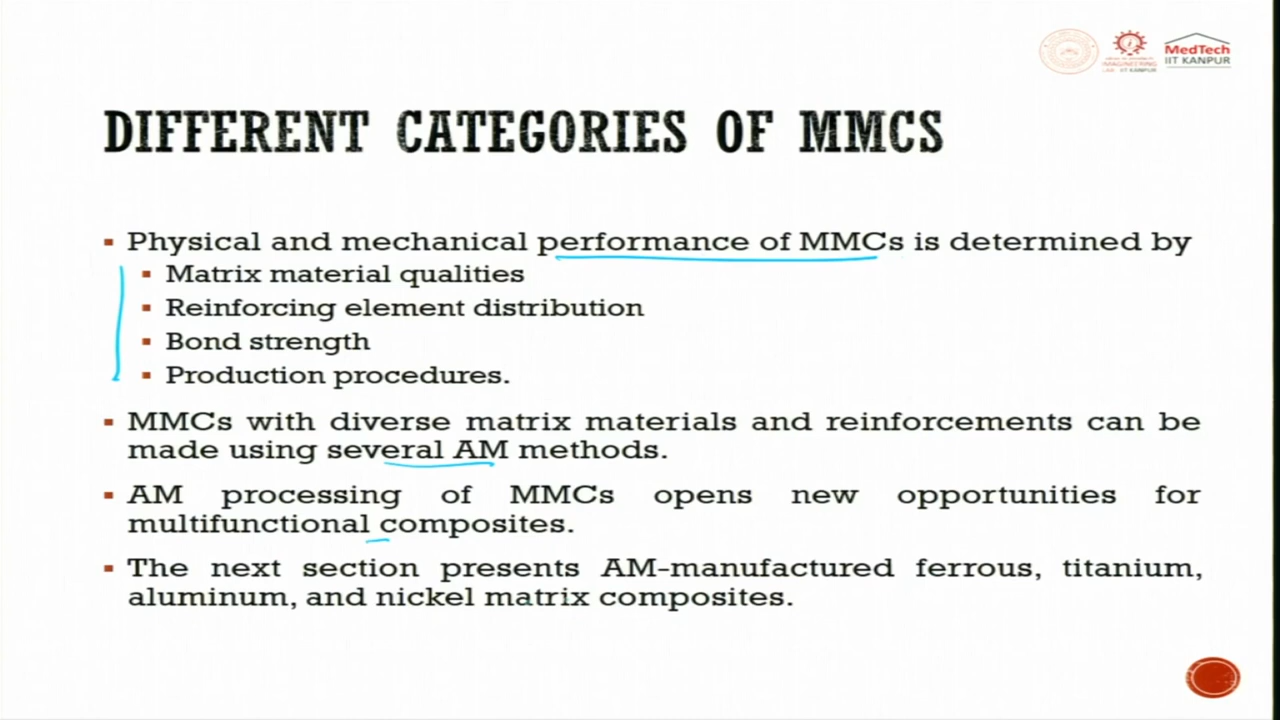 MedTech
IIT KANPUR
DIFFERENT CATEGORIES OF MMCS
Physical and mechanical performance of MMCs is determined by
Matrix material qualities
Reinforcing element distribution
Bond strength
Production procedures.
MMCs with diverse matrix materials and reinforcements can be
made using several AM methods.
AM processing of MMCs opens new opportunities for
multifunctional composites.
The next section presents AM-manufactured ferrous, titanium,
aluminum, and nickel matrix composites.